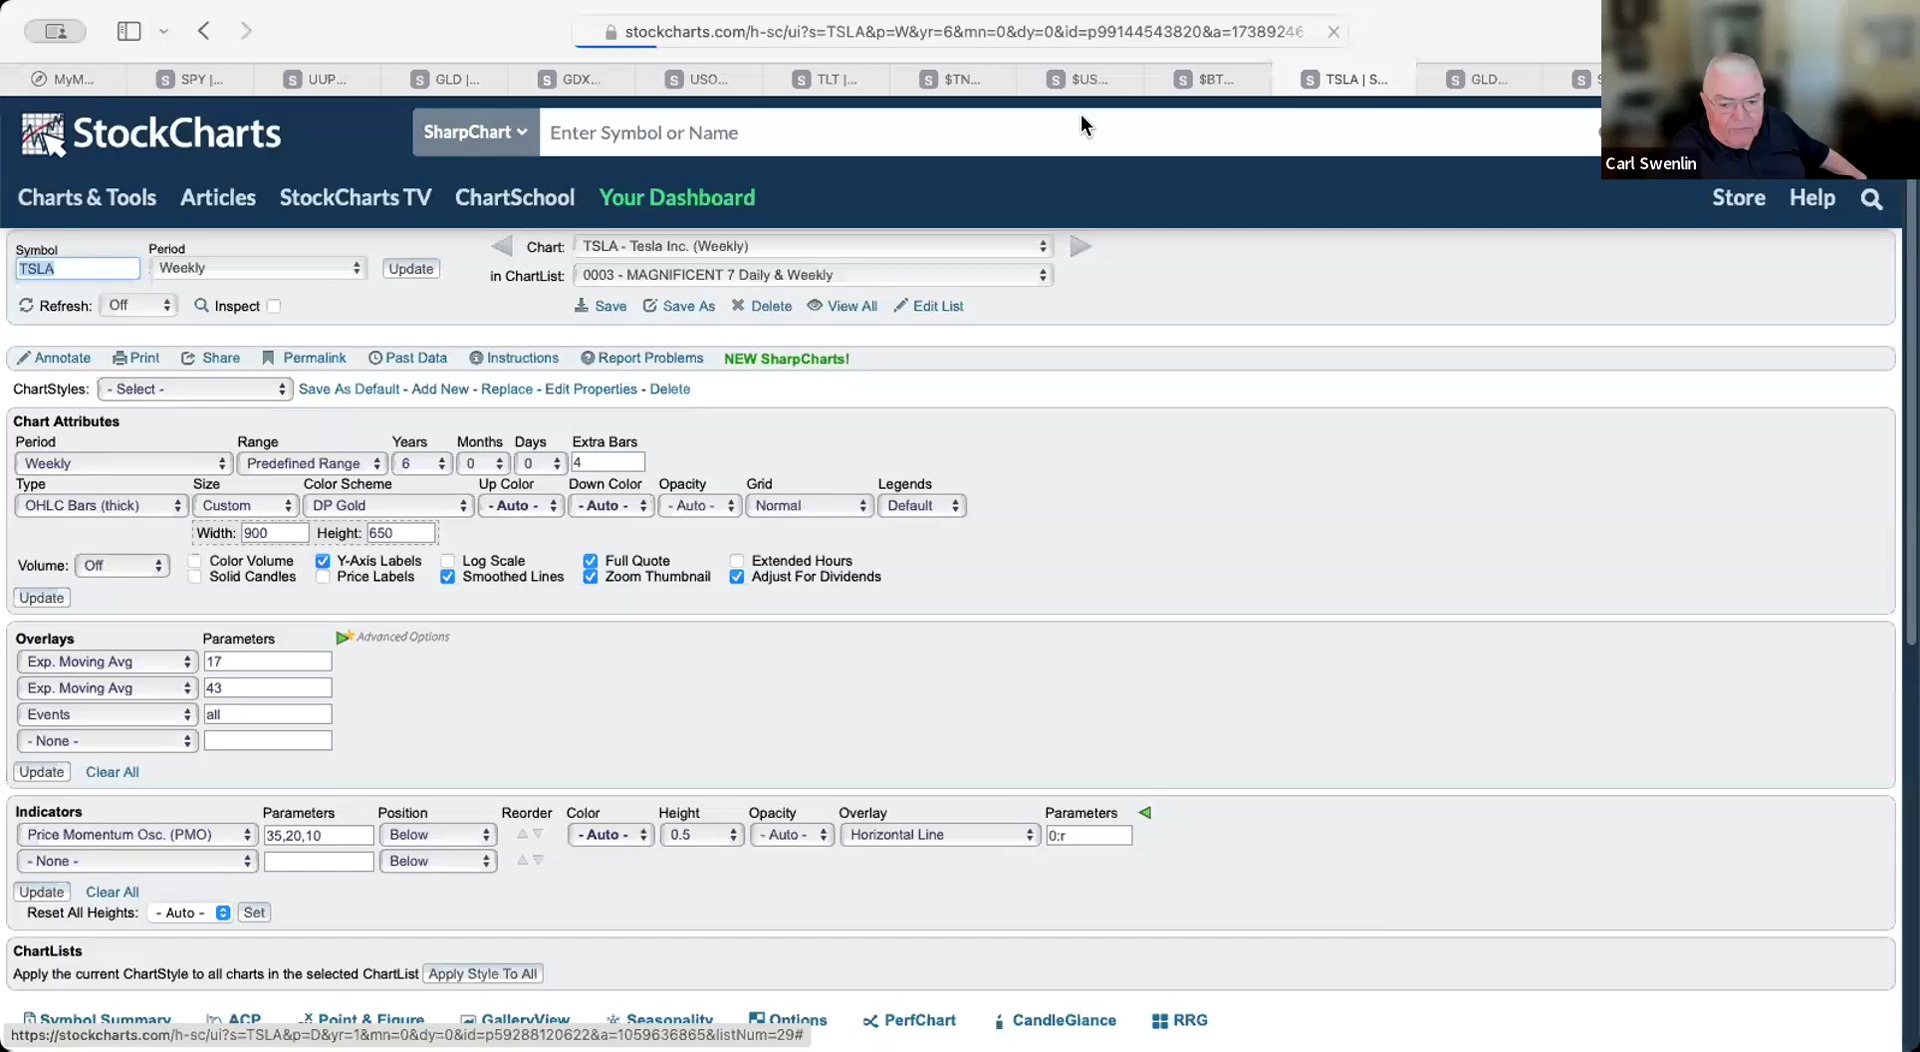 stockcharts.com/h-sc/ui?s=TSLA&p=W&yr=6&mn=0&dy=0&id=p99144543820&a=17389246
MyM... SPY |... UUP... GLD |... GDX... USO... TLT |... $TN... $US... $BT... TSLA | S... GLD...
StockCharts SharpChart Enter Symbol or Name
Carl Swenlin
Charts & Tools Articles StockCharts TV ChartSchool Your Dashboard Store Help
Symbol Period
Chart: TSLA - Tesla Inc. (Weekly)
TSLA Weekly Update
in ChartList: 0003 - MAGNIFICENT 7 Daily & Weekly
Refresh: Off Inspect Save Save As Delete View All Edit List
Annotate Print Share Permalink Past Data Instructions Report Problems NEW SharpCharts!
ChartStyles: - Select - Save As Default - Add New - Replace - Edit Properties - Delete
Chart Attributes
Period Range Years Months Days Extra Bars
Weekly Predefined Range 6 0 0 4
Type Size Color Scheme Up Color Down Color Opacity Grid Legends
OHLC Bars (thick) Custom DP Gold - Auto - - Auto - - Auto - Normal Default
Width: 900 Height: 650
Volume: Off Color Volume Y-Axis Labels Log Scale Full Quote Extended Hours
Solid Candles Price Labels Smoothed Lines Zoom Thumbnail Adjust For Dividends
Update
Overlays Parameters Advanced Options
Exp. Moving Avg 17
Exp. Moving Avg 43
Events all
- None -
Update Clear All
Indicators Parameters Position Reorder Color Height Opacity Overlay Parameters
Price Momentum Osc. (PMO) 35,20,10 Below - Auto - 0.5 - Auto - Horizontal Line 0:r
- None - Below
Update Clear All
Reset All Heights: - Auto - Set
ChartLists
Apply the current ChartStyle to all charts in the selected ChartList Apply Style To All
Symbol Summary ACP Point & Figure GalleryView Seasonality Options PerfChart CandleGlance RRG
https://stockcharts.com/h-sc/ui?s=TSLA&p=D&yr=1&mn=0&dy=0&id=p59288120622&a=1059636865&listNum=29#